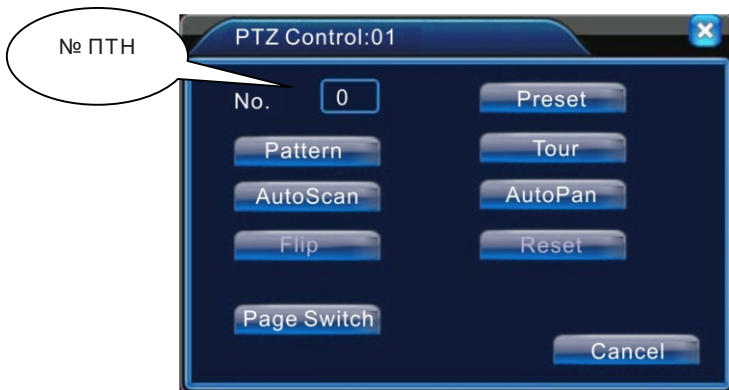 № ПТН
PTZ Control:01
No. 0 Preset
Pattern Tour
AutoScan AutoPan
Flip Reset
Page Switch
Cancel